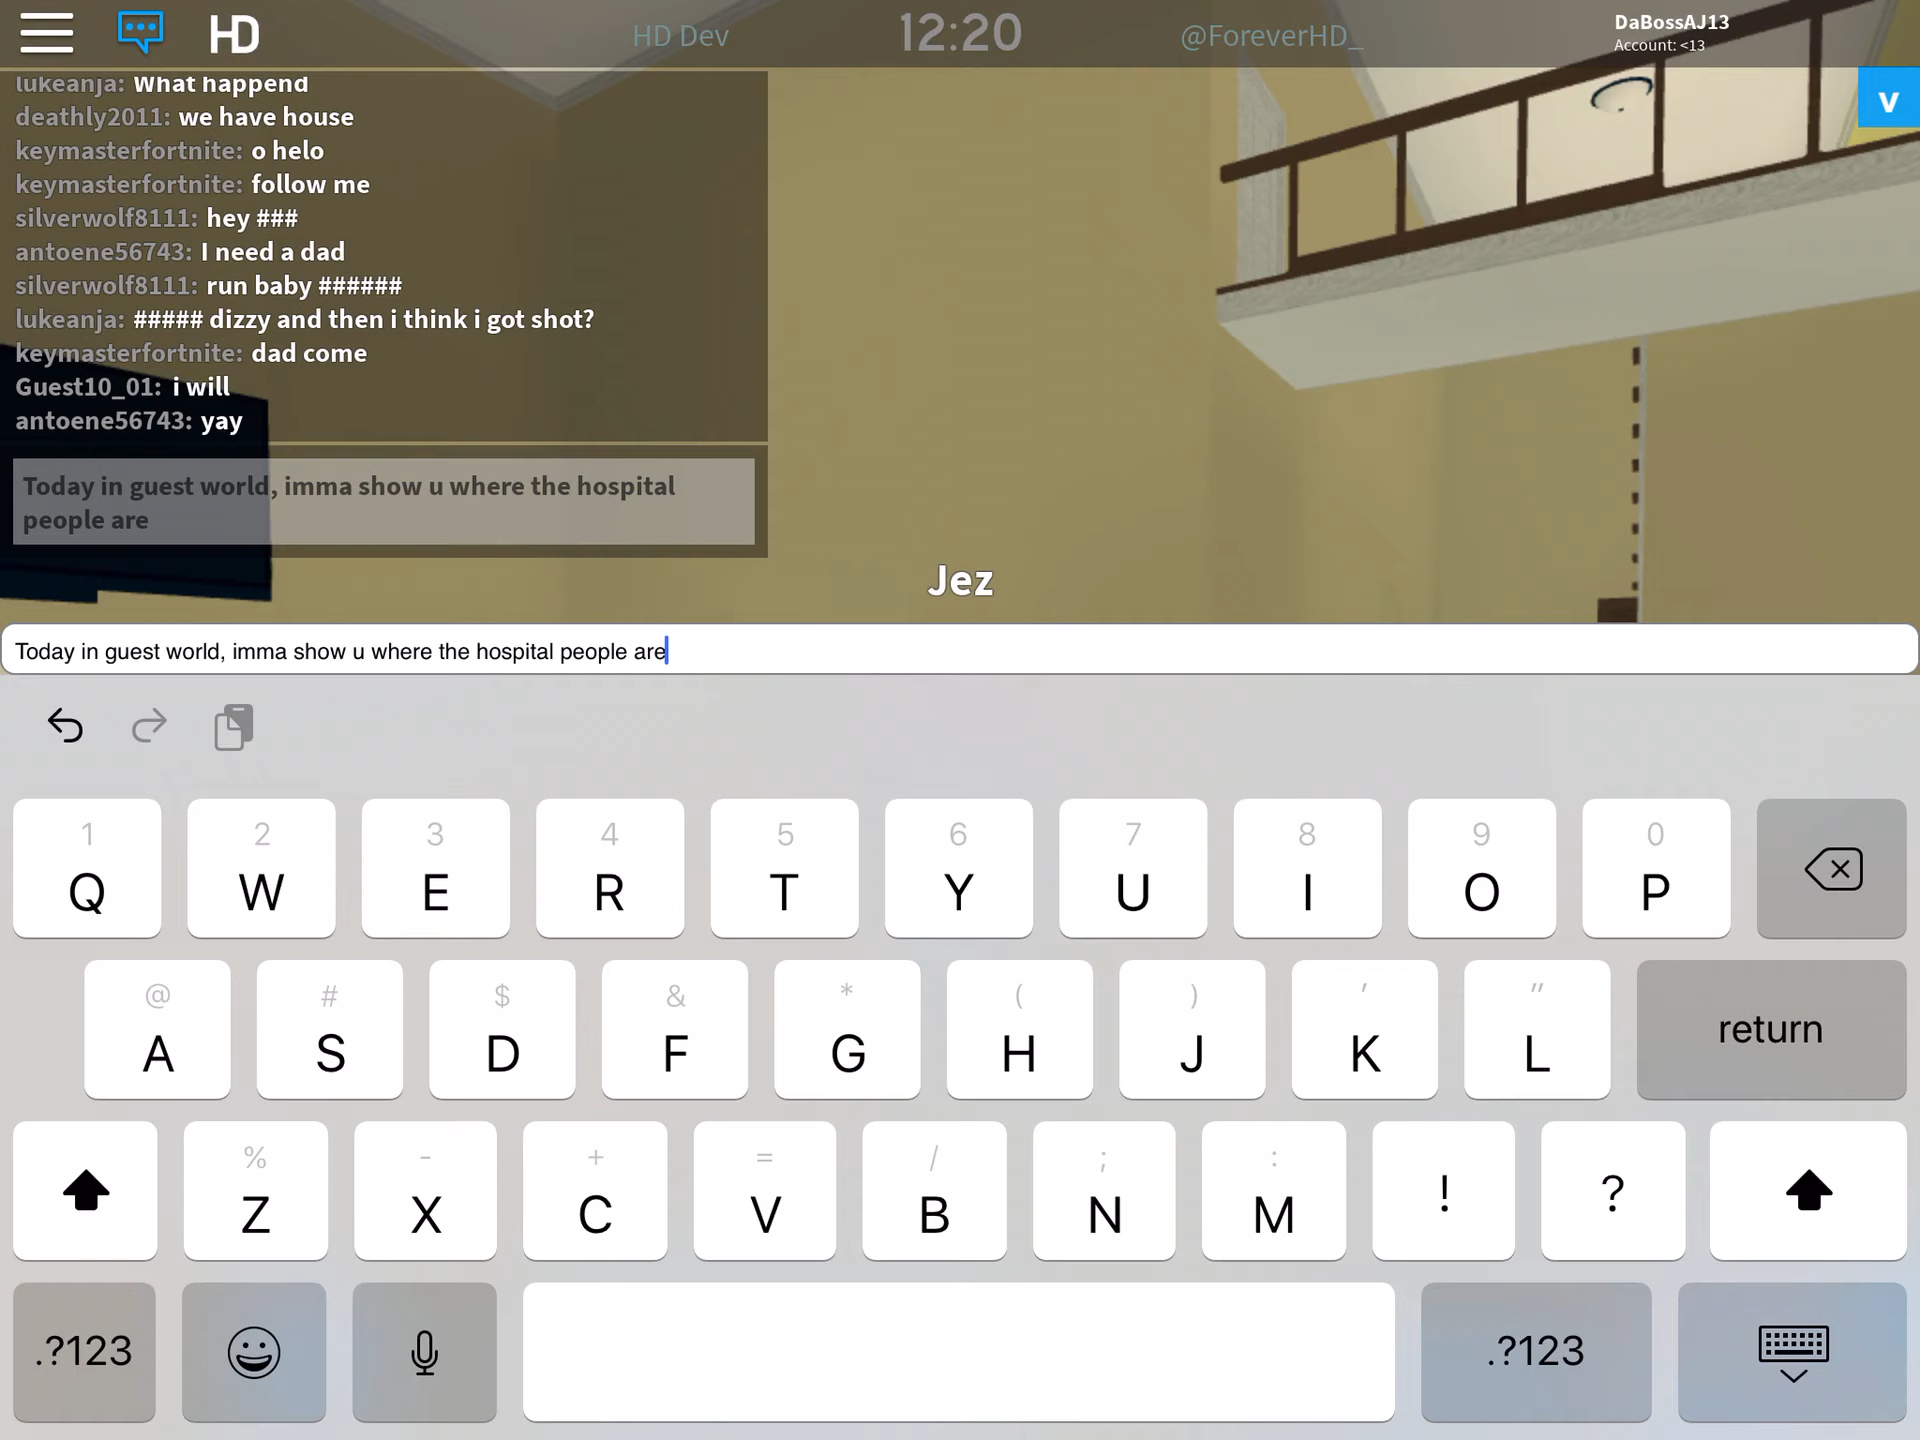 HD
HD Dev
12:20
@ForeverHD_
DaBossAJ13
Account: <13
v
lukeanja: What happend
deathly2011: we have house
keymasterfortnite: o helo
keymasterfortnite: follow me
silverwolf8111: hey ###
antoene56743: I need a dad
silverwolf8111: run baby ######
lukeanja: ##### dizzy and then i think i got shot?
keymasterfortnite: dad come
Guest10_01: i will
antoene56743: yay
Today in guest world, imma show u where the hospital
people are
Jez
Today in guest world, imma show u where the hospital people are
1 2 3 4 5 6 7 8 9 0
Q W E R T Y U I O P
@ # $ & * ( ) ' "
A S D F G H J K L return
% - + = / ; :
Z X C V B N M ! ?
.?123 .?123